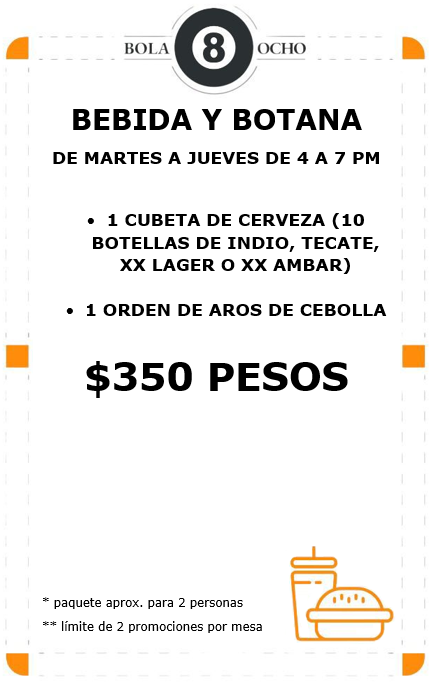 BOLA 8 OCHO
BEBIDA Y BOTANA
DE MARTES A JUEVES DE 4 A 7 PM
• 1 CUBETA DE CERVEZA (10
BOTELLAS DE INDIO, TECATE,
XX LAGER O XX AMBAR)
• 1 ORDEN DE AROS DE CEBOLLA
$350 PESOS
* paquete aprox. para 2 personas
** límite de 2 promociones por mesa